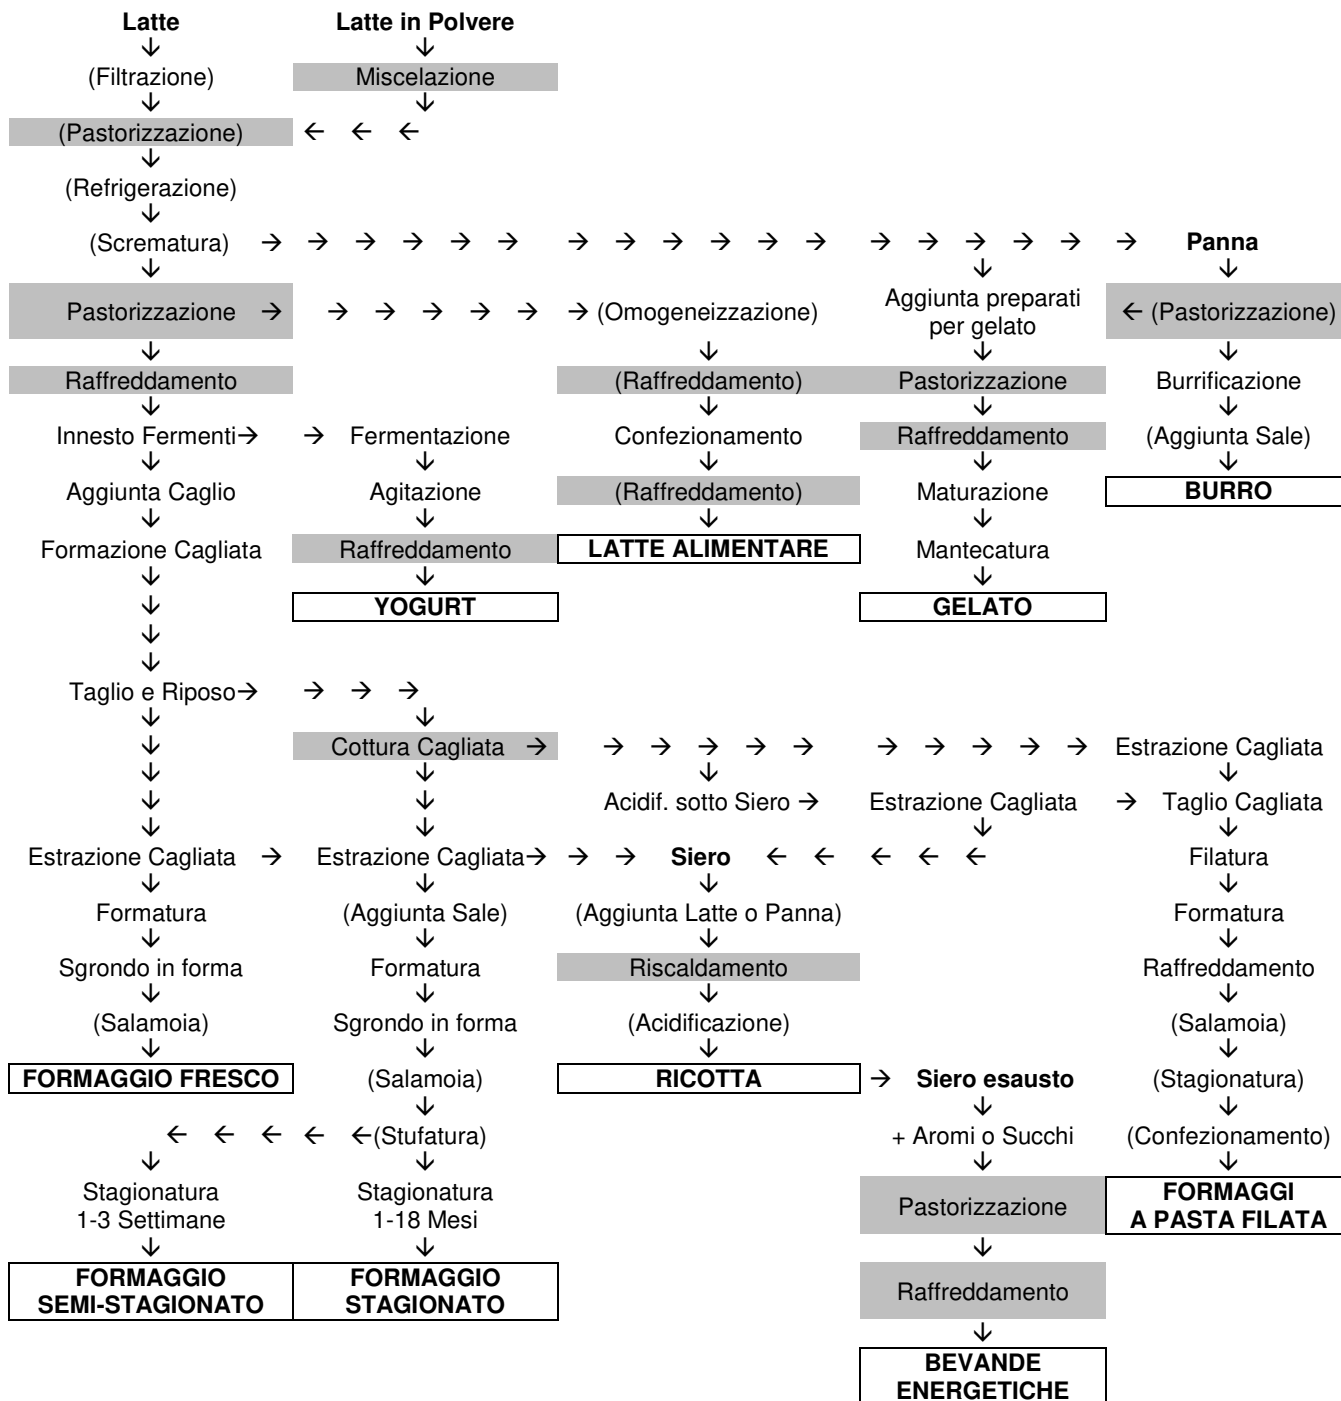 Latte Latte in Polvere
↓ ↓
(Filtrazione) Miscelazione
↓ ↓
(Pastorizzazione) ← ← ←
↓
(Refrigerazione)
↓
(Scrematura) → → → → → → → → → → → → → → → → → → Panna
↓ ↓ ↓
Pastorizzazione → → → → → → → (Omogeneizzazione) Aggiunta preparati
per gelato ← (Pastorizzazione)
↓ ↓ ↓ ↓
Raffreddamento (Raffreddamento) Pastorizzazione Burrificazione
↓ ↓ ↓ ↓
Innesto Fermenti→ → Fermentazione Confezionamento Raffreddamento (Aggiunta Sale)
↓ ↓ ↓ ↓ ↓
Aggiunta Caglio Agitazione (Raffreddamento) Maturazione BURRO
↓ ↓ ↓ ↓
Formazione Cagliata Raffreddamento LATTE ALIMENTARE Mantecatura
↓ ↓ ↓
↓ YOGURT GELATO
↓
↓
Taglio e Riposo→ → → →
↓ ↓
↓ Cottura Cagliata → → → → → → → → → → → Estrazione Cagliata
↓ ↓ ↓ ↓
↓ ↓ Acidif. sotto Siero → Estrazione Cagliata → Taglio Cagliata
↓ ↓ ↓ ↓
Estrazione Cagliata → Estrazione Cagliata→ → → Siero ← ← ← ← ← Filatura
↓ ↓ ↓ ↓
Formatura (Aggiunta Sale) (Aggiunta Latte o Panna) Formatura
↓ ↓ ↓ ↓
Sgrondo in forma Formatura Riscaldamento Raffreddamento
↓ ↓ ↓ ↓
(Salamoia) Sgrondo in forma (Acidificazione) (Salamoia)
↓ ↓ ↓ ↓
FORMAGGIO FRESCO (Salamoia) RICOTTA → Siero esausto (Stagionatura)
↓ ↓ ↓
← ← ← ← ←(Stufatura) + Aromi o Succhi (Confezionamento)
↓ ↓ ↓ ↓
Stagionatura Stagionatura Pastorizzazione FORMAGGI
1-3 Settimane 1-18 Mesi A PASTA FILATA
↓ ↓ ↓
FORMAGGIO FORMAGGIO Raffreddamento
SEMI-STAGIONATO STAGIONATO
↓
BEVANDE
ENERGETICHE